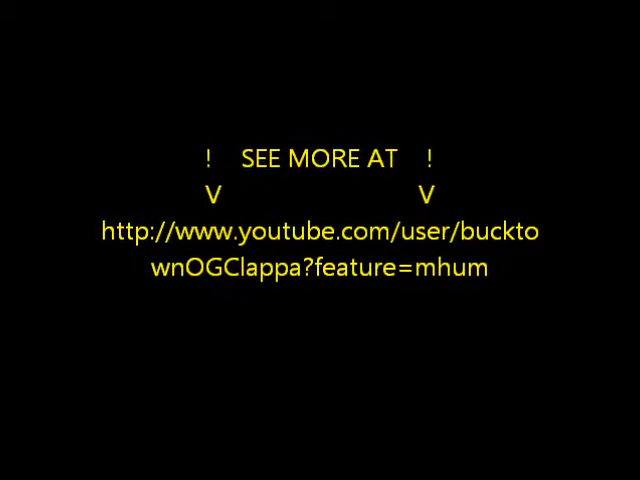 ! SEE MORE AT !
V V
http://www.youtube.com/user/buckto
wnOGClappa?feature=mhum